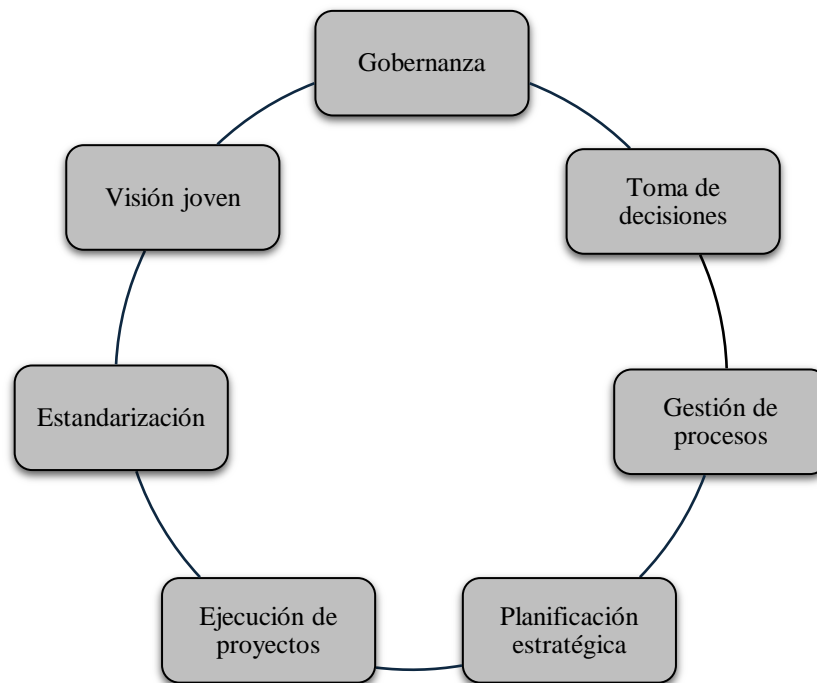 Gobernanza
Toma de
decisiones
Gestión de
procesos
Planificación
estratégica
Ejecución de
proyectos
Estandarización
Visión joven